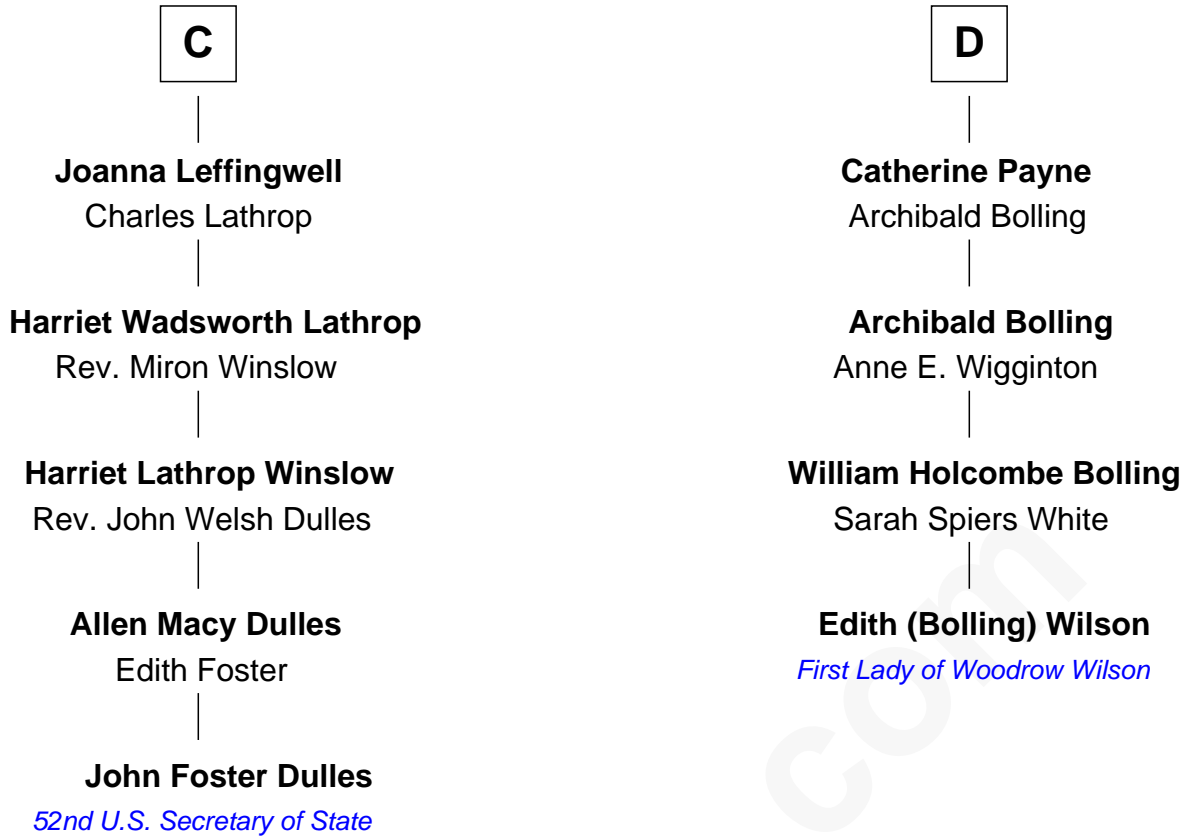 C
Joanna Leffingwell
Charles Lathrop
Harriet Wadsworth Lathrop
Rev. Miron Winslow
Harriet Lathrop Winslow
Rev. John Welsh Dulles
Allen Macy Dulles
Edith Foster
John Foster Dulles
52nd U.S. Secretary of State
D
Catherine Payne
Archibald Bolling
Archibald Bolling
Anne E. Wigginton
William Holcombe Bolling
Sarah Spiers White
Edith (Bolling) Wilson
First Lady of Woodrow Wilson
com